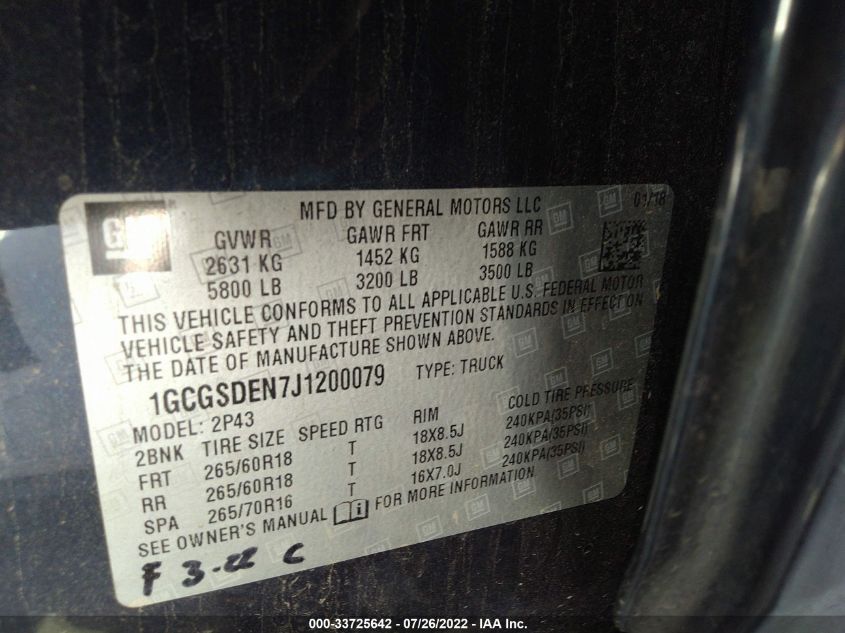 GM
MFD BY GENERAL MOTORS LLC 01/18
GVWR GAWR FRT GAWR RR
2631 KG 1452 KG 1588 KG
5800 LB 3200 LB 3500 LB
THIS VEHICLE CONFORMS TO ALL APPLICABLE U.S. FEDERAL MOTOR
VEHICLE SAFETY AND THEFT PREVENTION STANDARDS IN EFFECT ON
THE DATE OF MANUFACTURE SHOWN ABOVE.
1GCGSDEN7J1200079 TYPE: TRUCK
MODEL: 2P43
2BNK TIRE SIZE SPEED RTG RIM COLD TIRE PRESSURE
FRT 265/60R18 T 18X8.5J 240KPA(35PSI)
RR 265/60R18 T 18X8.5J 240KPA(35PSI)
SPA 265/70R16 T 16X7.0J 240KPA(35PSI)
SEE OWNER'S MANUAL FOR MORE INFORMATION
F 3-22 C
000-33725642 / 07/26/2022 - IAA Inc.